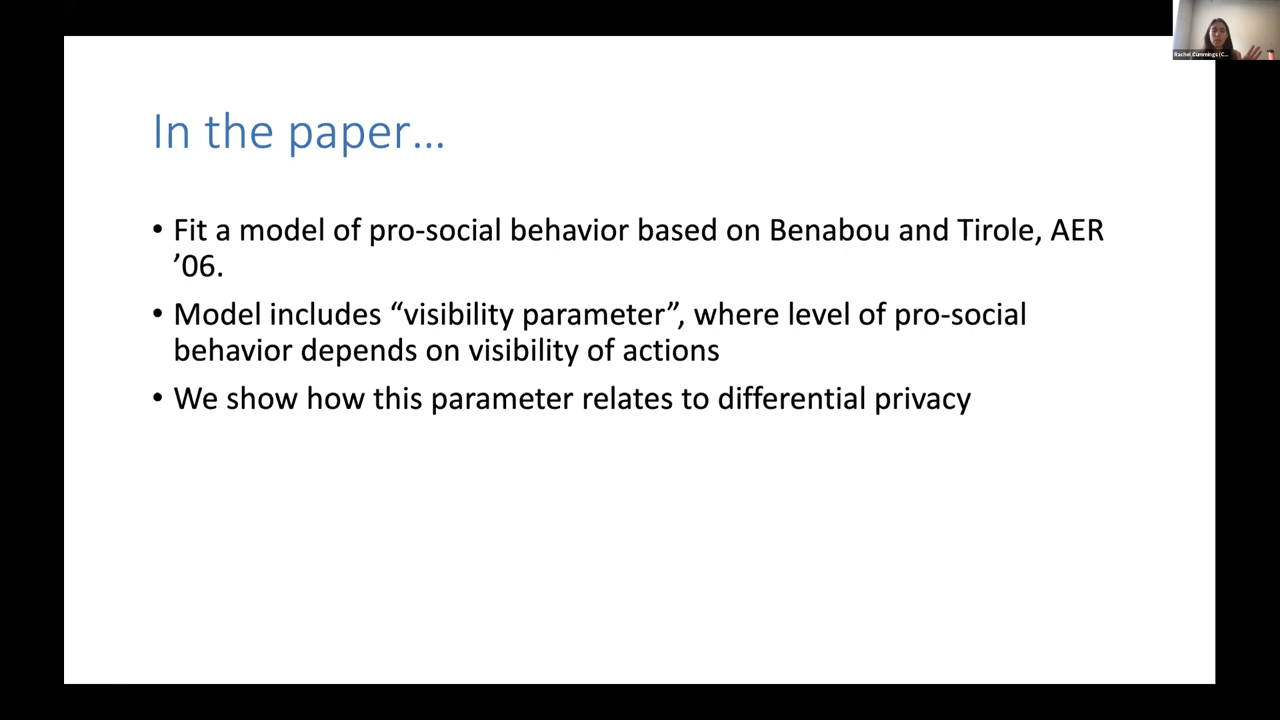 Rachel Cummings (C...
In the paper...
• Fit a model of pro-social behavior based on Benabou and Tirole, AER
’06.
• Model includes “visibility parameter”, where level of pro-social
behavior depends on visibility of actions
• We show how this parameter relates to differential privacy